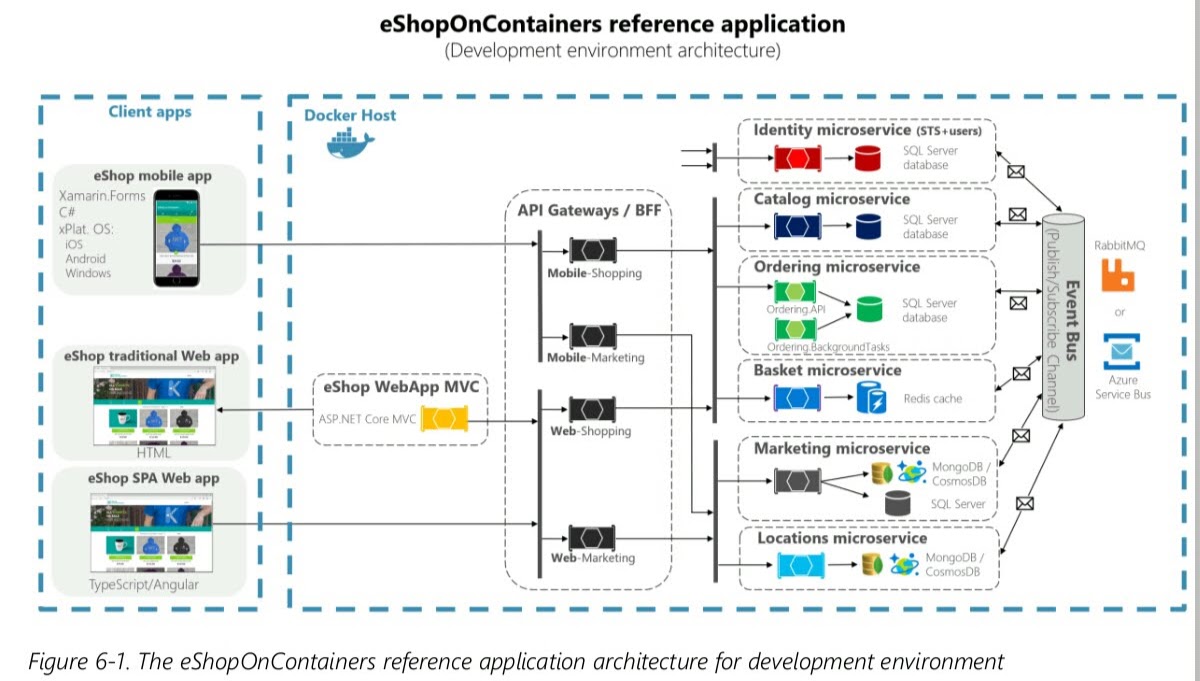 eShopOnContainers reference application
(Development environment architecture)
Client apps
eShop mobile app
Xamarin.Forms
C#
xPlat. OS:
iOS
Android
Windows
eShop traditional Web app
HTML
eShop SPA Web app
TypeScript/Angular
Docker Host
eShop WebApp MVC
ASP.NET Core MVC
API Gateways / BFF
Mobile-Shopping
Mobile-Marketing
Web-Shopping
Web-Marketing
Identity microservice (STS+users)
SQL Server
database
Catalog microservice
SQL Server
database
Ordering microservice
Ordering.API
SQL Server
database
Ordering.BackgroundTasks
Basket microservice
Redis cache
Marketing microservice
MongoDB /
CosmosDB
SQL Server
Locations microservice
MongoDB /
CosmosDB
Event Bus
(Publish/Subscribe Channel)
RabbitMQ
or
Azure
Service Bus
Figure 6-1. The eShopOnContainers reference application architecture for development environment